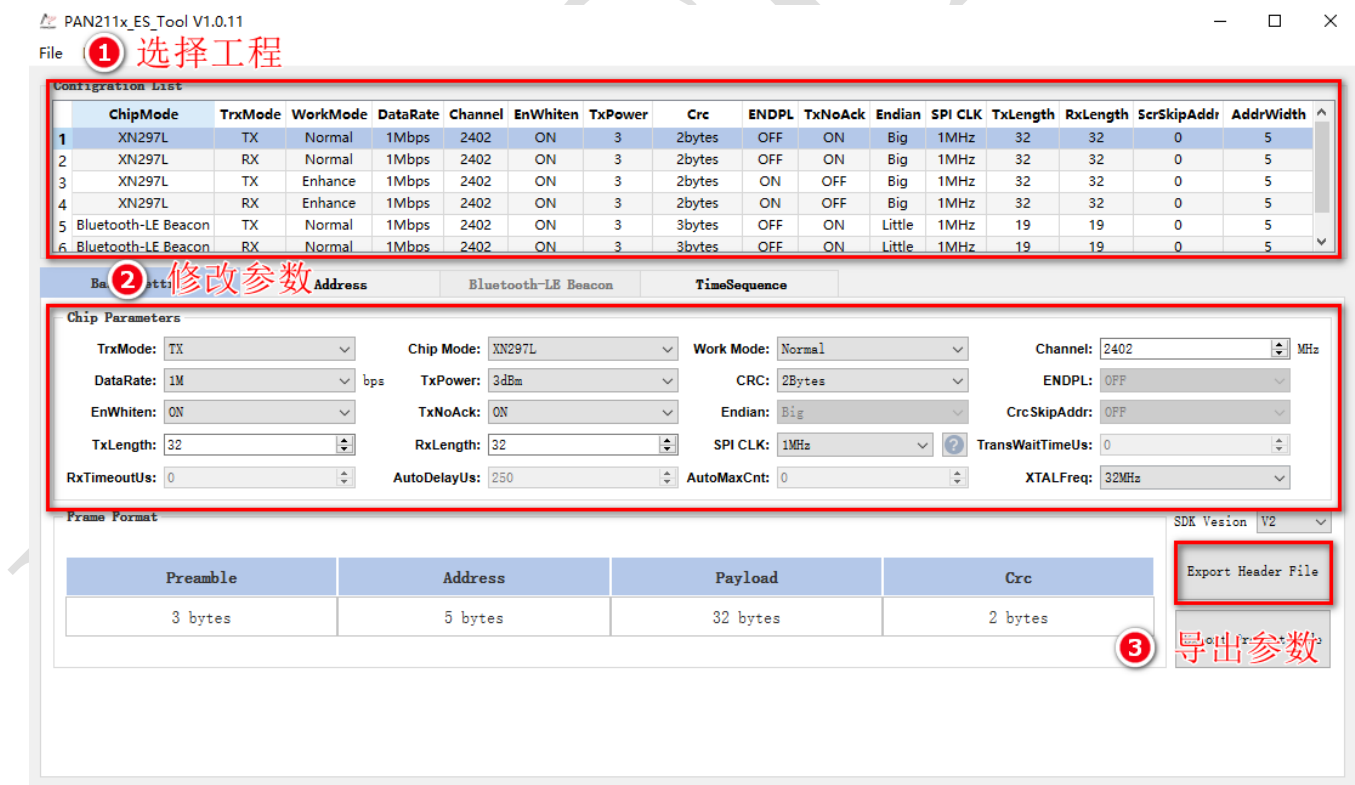 PAN211x_ES_Tool V1.0.11
File
1 选择工程
Configration List
ChipMode TrxMode WorkMode DataRate Channel EnWhiten TxPower Crc ENDPL TxNoAck Endian SPI CLK TxLength RxLength ScrSkipAddr AddrWidth
1 XN297L TX Normal 1Mbps 2402 ON 3 2bytes OFF ON Big 1MHz 32 32 0 5
2 XN297L RX Normal 1Mbps 2402 ON 3 2bytes OFF ON Big 1MHz 32 32 0 5
3 XN297L TX Enhance 1Mbps 2402 ON 3 2bytes ON OFF Big 1MHz 32 32 0 5
4 XN297L RX Enhance 1Mbps 2402 ON 3 2bytes ON OFF Big 1MHz 32 32 0 5
5 Bluetooth-LE Beacon TX Normal 1Mbps 2402 ON 3 3bytes OFF ON Little 1MHz 19 19 0 5
6 Bluetooth-LE Beacon RX Normal 1Mbps 2402 ON 3 3bytes OFF ON Little 1MHz 19 19 0 5
2 修改参数 Address Bluetooth-LE Beacon TimeSequence
Chip Parameters
TrxMode: TX Chip Mode: XN297L Work Mode: Normal Channel: 2402 MHz
DataRate: 1M bps TxPower: 3dBm CRC: 2Bytes ENDPL: OFF
EnWhiten: ON TxNoAck: ON Endian: Big CrcSkipAddr: OFF
TxLength: 32 RxLength: 32 SPI CLK: 1MHz ? TransWaitTimeUs: 0
RxTimeoutUs: 0 AutoDelayUs: 250 AutoMaxCnt: 0 XTALFreq: 32MHz
Frame Format
SDK Vesion V2
Preamble Address Payload Crc
3 bytes 5 bytes 32 bytes 2 bytes
Export Header File
3 导出参数